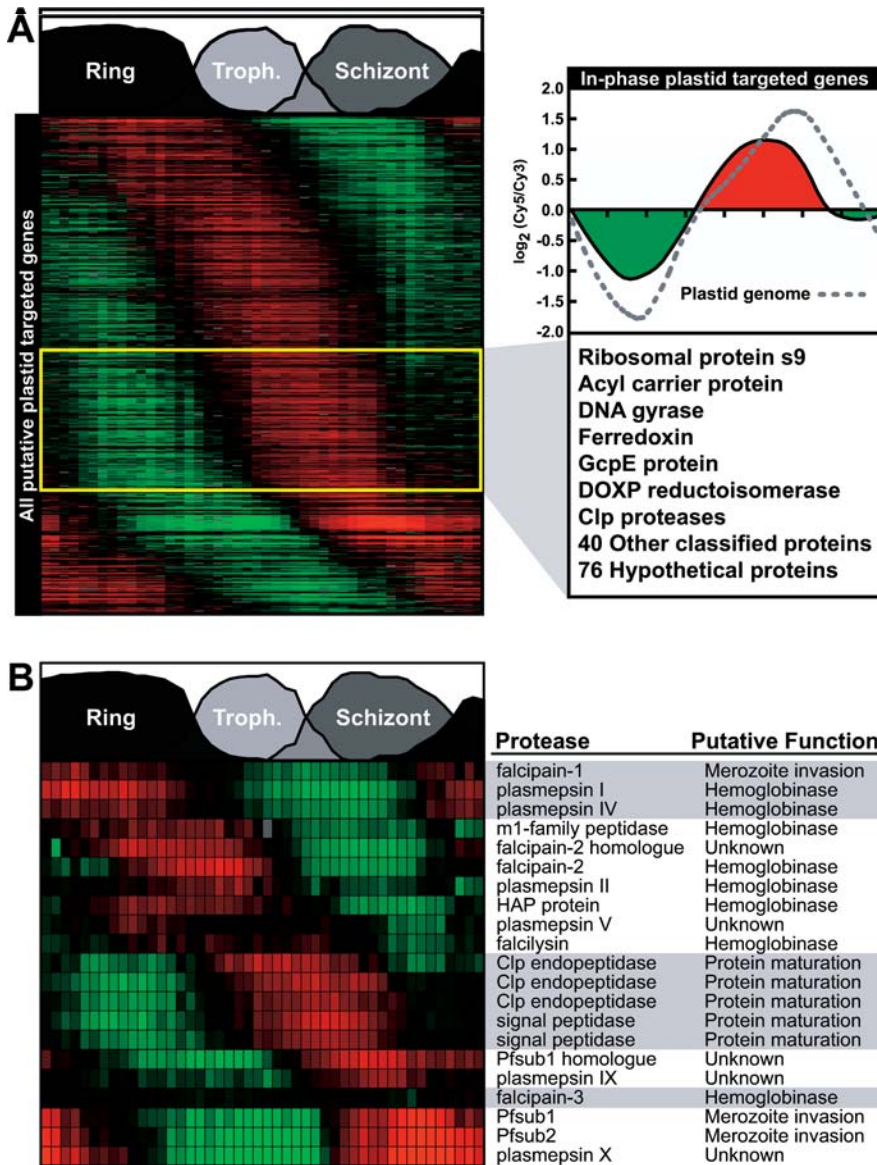 A
Ring Troph. Schizont
All putative plastid targeted genes
In-phase plastid targeted genes
log2 (Cy5/Cy3)
2.0
1.5
1.0
0.5
0.0
-0.5
-1.0
-1.5
-2.0
Plastid genome
Ribosomal protein s9
Acyl carrier protein
DNA gyrase
Ferredoxin
GcpE protein
DOXP reductoisomerase
Clp proteases
40 Other classified proteins
76 Hypothetical proteins
B
Ring Troph. Schizont
Protease Putative Function
falcipain-1 Merozoite invasion
plasmepsin I Hemoglobinase
plasmepsin IV Hemoglobinase
m1-family peptidase Hemoglobinase
falcipain-2 homologue Unknown
falcipain-2 Hemoglobinase
plasmepsin II Hemoglobinase
HAP protein Hemoglobinase
plasmepsin V Unknown
falcilysin Hemoglobinase
Clp endopeptidase Protein maturation
Clp endopeptidase Protein maturation
Clp endopeptidase Protein maturation
signal peptidase Protein maturation
signal peptidase Protein maturation
Pfsub1 homologue Unknown
plasmepsin IX Unknown
falcipain-3 Hemoglobinase
Pfsub1 Merozoite invasion
Pfsub2 Merozoite invasion
plasmepsin X Unknown